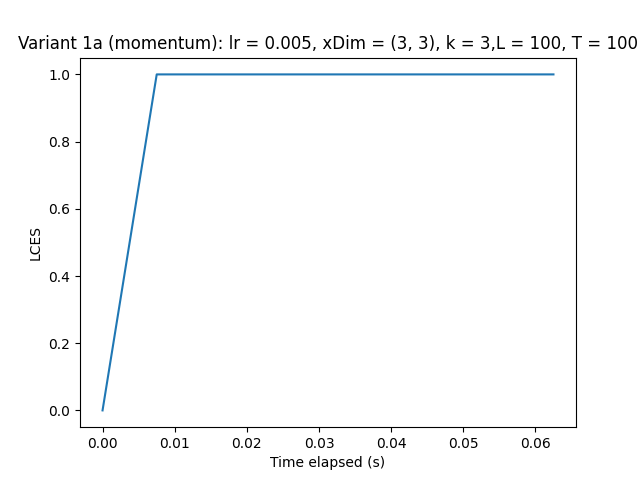 Variant 1a (momentum): lr = 0.005, xDim = (3, 3), k = 3,L = 100, T = 100
1.0
0.8
0.6
0.4
0.2
0.0
LCES
0.00 0.01 0.02 0.03 0.04 0.05 0.06
Time elapsed (s)